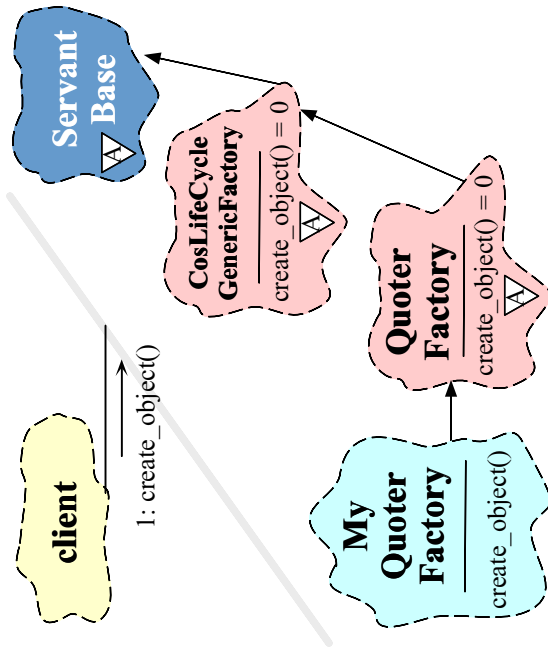 client
1: create_object()
Servant
Base
A
CosLifeCycle
GenericFactory
create_object() = 0
A
Quoter
Factory
create_object() = 0
A
My
Quoter
Factory
create_object()